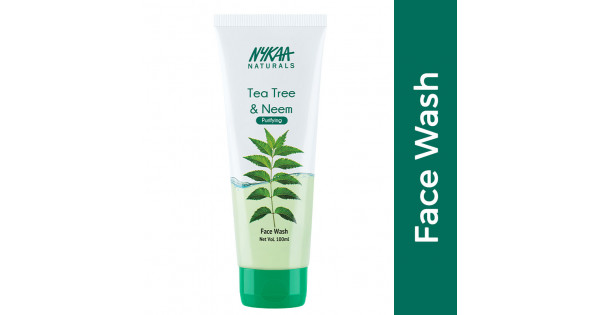 NYKAA
NATURALS
Tea Tree
& Neem
Purifying
Face Wash
Net Vol. 100ml
Face Wash